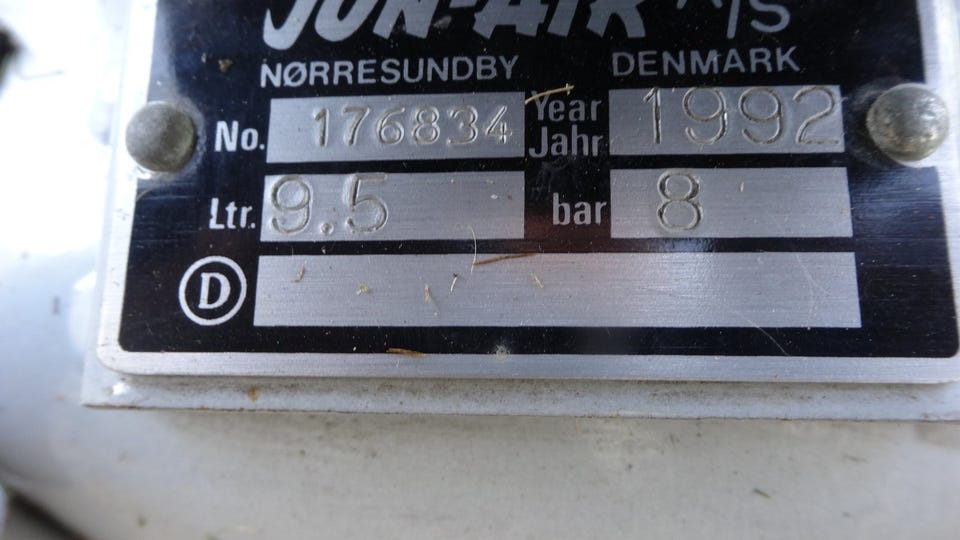 JUN-AIR A/S
NØRRESUNDBY DENMARK
No. 176834 Year Jahr 1992
Ltr. 9.5 bar 8
D